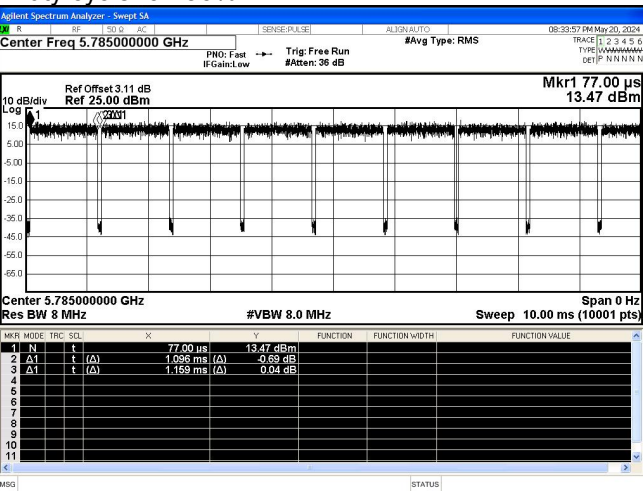 Agilent Spectrum Analyzer - Swept SA
R RF 50 Ω AC SENSE:PULSE ALIGN AUTO 08:33:57 PM May 20, 2024
Center Freq 5.785000000 GHz #Avg Type: RMS TRACE 1 2 3 4 5 6
PNO: Fast Trig: Free Run TYPE
IFGain:Low #Atten: 36 dB DET P N N N N N
Mkr1 77.00 µs
Ref Offset 3.11 dB
10 dB/div Ref 25.00 dBm 13.47 dBm
Log
15.0
5.00
-5.00
-15.0
-25.0
-35.0
-45.0
-55.0
-65.0
Center 5.785000000 GHz Span 0 Hz
Res BW 8 MHz #VBW 8.0 MHz Sweep 10.00 ms (10001 pts)
MKR MODE TRC SCL X Y FUNCTION FUNCTION WIDTH FUNCTION VALUE
1 N t 77.00 µs 13.47 dBm
2 Δ1 t (Δ) 1.096 ms (Δ) -0.69 dB
3 Δ1 t (Δ) 1.159 ms (Δ) 0.04 dB
4
5
6
7
8
9
10
11
MSG STATUS